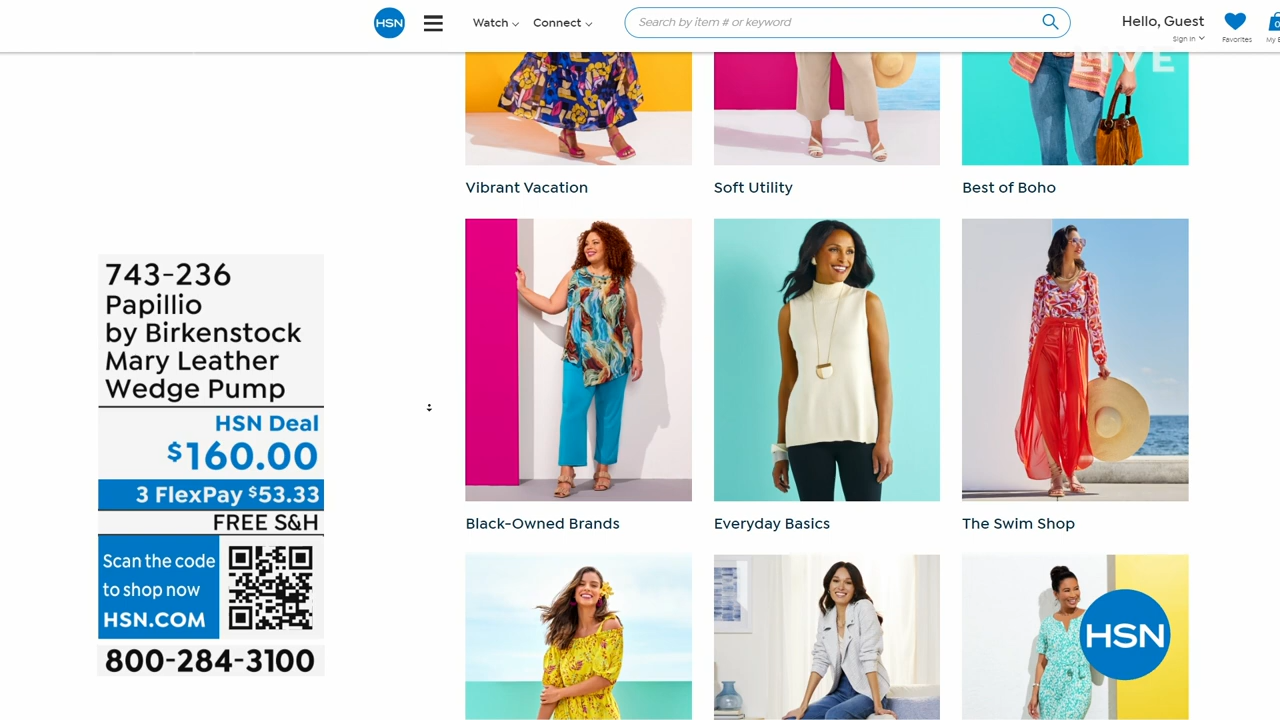 HSN
Watch
Connect
Search by item # or keyword
Hello, Guest
Sign In
Favorites
0
LIVE
Vibrant Vacation
Soft Utility
Best of Boho
743-236
Papillio
by Birkenstock
Mary Leather
Wedge Pump
HSN Deal
$160.00
3 FlexPay $53.33
FREE S&H
Scan the code
to shop now
HSN.COM
800-284-3100
Black-Owned Brands
Everyday Basics
The Swim Shop
HSN